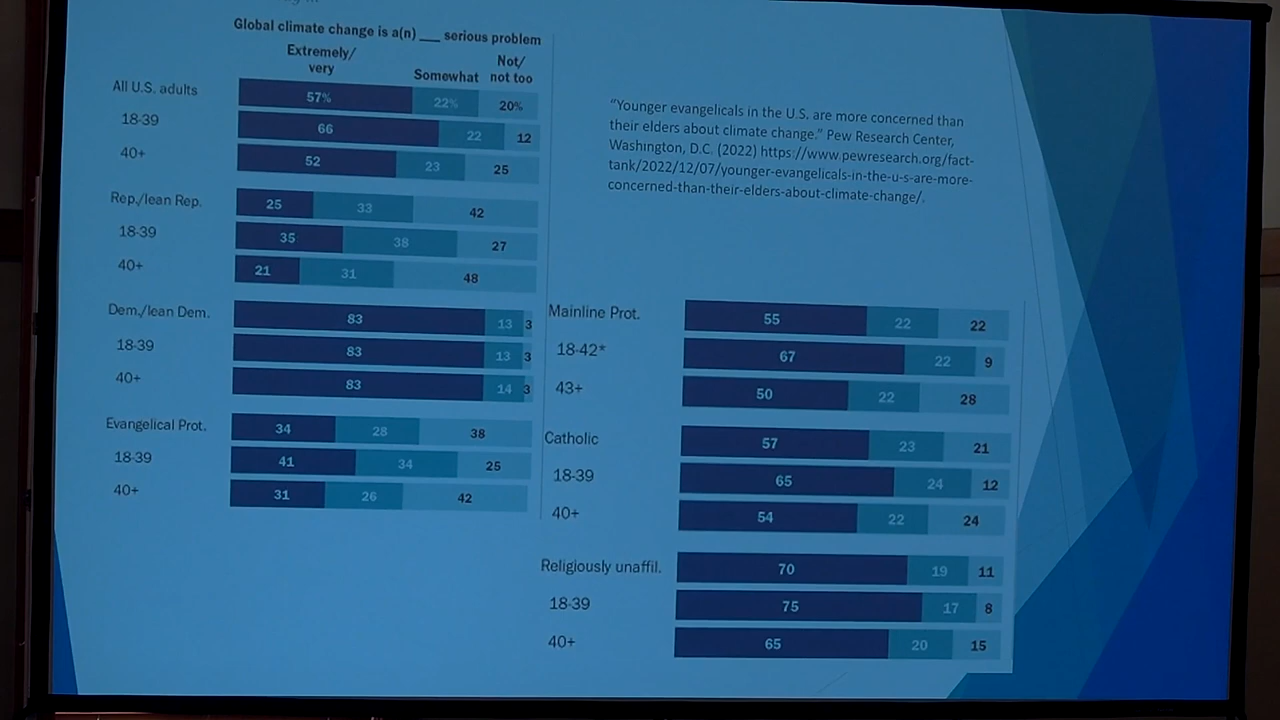 Global climate change is a(n) ___ serious problem
Extremely/ very Somewhat Not/ not too
All U.S. adults 57% 22% 20%
18-39 66 22 12
40+ 52 23 25
Rep./lean Rep. 25 33 42
18-39 35 38 27
40+ 21 31 48
Dem./lean Dem. 83 13 3
18-39 83 13 3
40+ 83 14 3
Evangelical Prot. 34 28 38
18-39 41 34 25
40+ 31 26 42
"Younger evangelicals in the U.S. are more concerned than
their elders about climate change." Pew Research Center,
Washington, D.C. (2022) https://www.pewresearch.org/fact-
tank/2022/12/07/younger-evangelicals-in-the-u-s-are-more-
concerned-than-their-elders-about-climate-change/.
Mainline Prot. 55 22 22
18-42* 67 22 9
43+ 50 22 28
Catholic 57 23 21
18-39 65 24 12
40+ 54 22 24
Religiously unaffil. 70 19 11
18-39 75 17 8
40+ 65 20 15